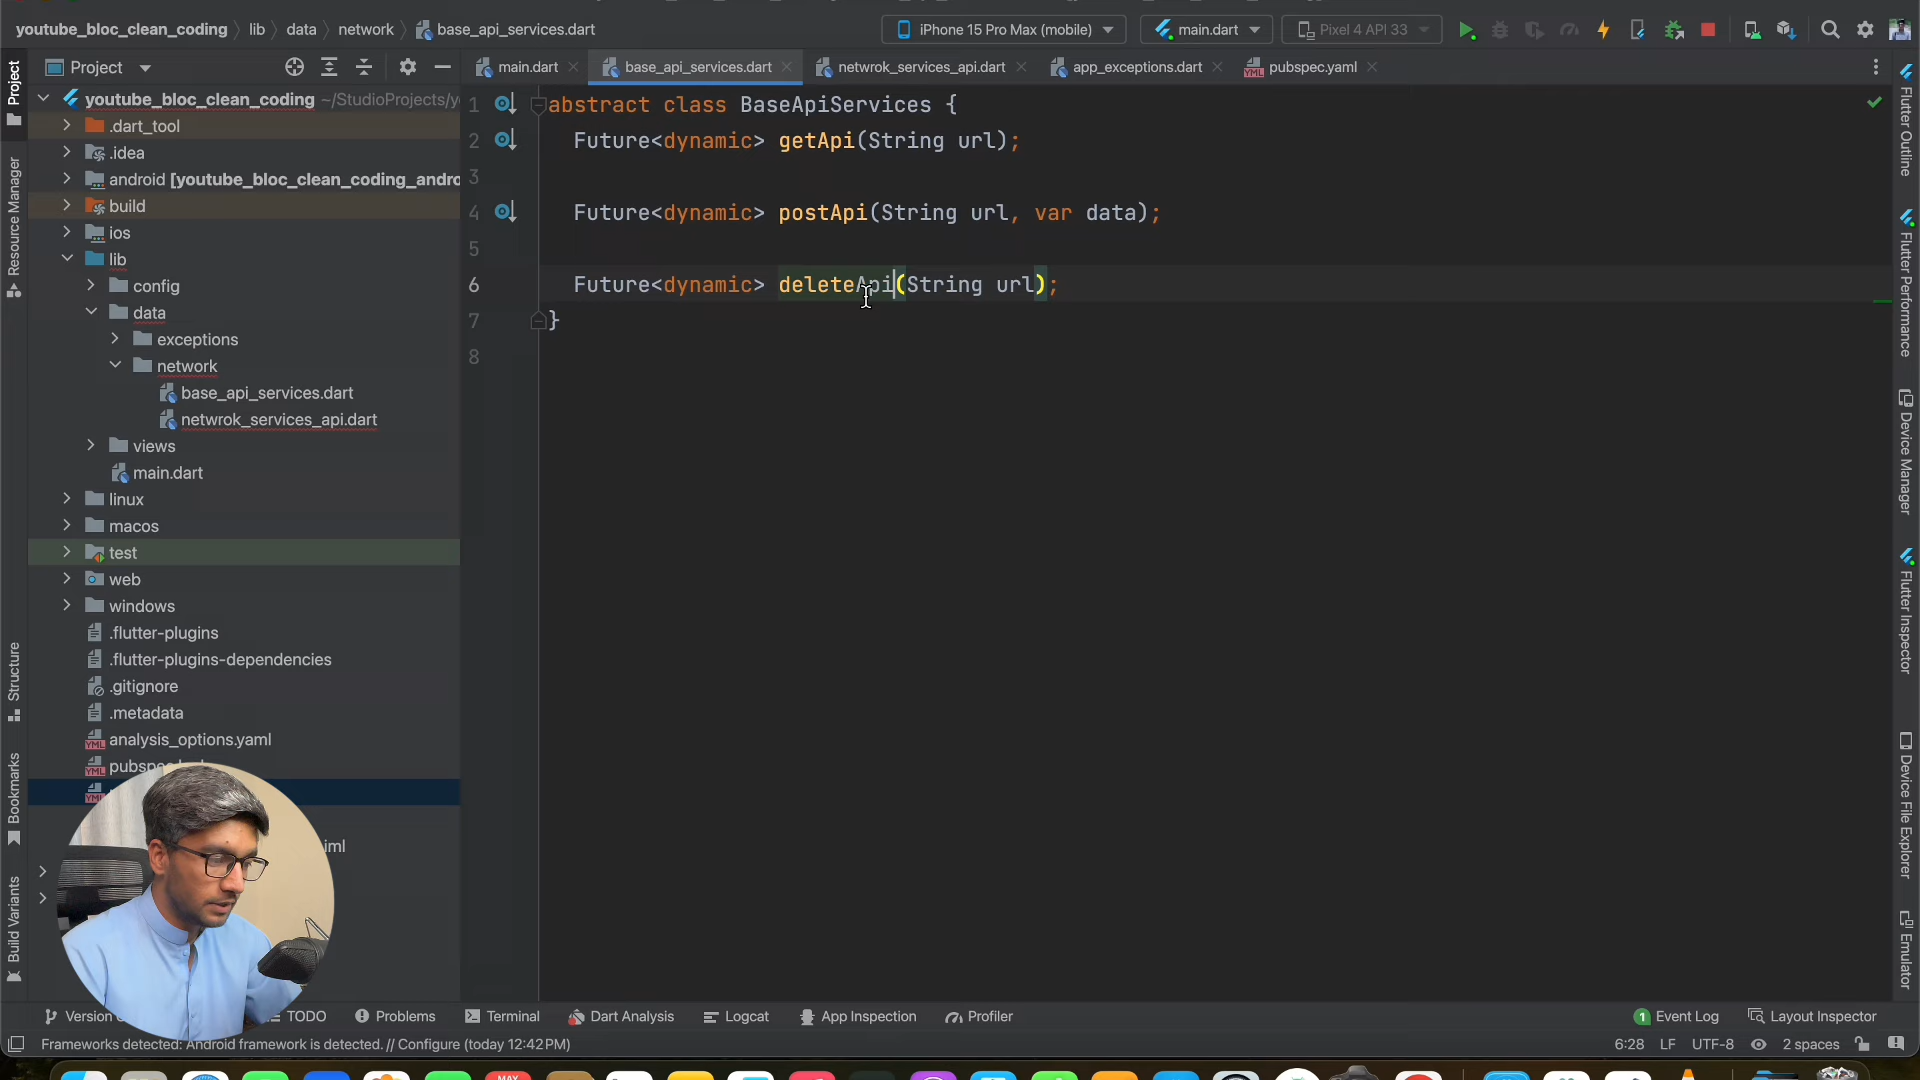 youtube_bloc_clean_coding
lib
data
network
base_api_services.dart
iPhone 15 Pro Max (mobile)
main.dart
Pixel 4 API 33
Project
main.dart
base_api_services.dart
netwrok_services_api.dart
app_exceptions.dart
pubspec.yaml
Project
Resource Manager
Structure
Bookmarks
Build Variants
youtube_bloc_clean_coding ~/StudioProjects/y
.dart_tool
.idea
android [youtube_bloc_clean_coding_andro
build
ios
lib
config
data
exceptions
network
base_api_services.dart
netwrok_services_api.dart
views
main.dart
linux
macos
test
web
windows
.flutter-plugins
.flutter-plugins-dependencies
.gitignore
.metadata
analysis_options.yaml
iml
1 abstract class BaseApiServices {
2 Future<dynamic> getApi(String url);
3
4 Future<dynamic> postApi(String url, var data);
5
6 Future<dynamic> deleteApi(String url);
7 }
8
Flutter Outline
Flutter Performance
Device Manager
Flutter Inspector
Device File Explorer
Emulator
Version
TODO
Problems
Terminal
Dart Analysis
Logcat
App Inspection
Profiler
1 Event Log
Layout Inspector
Frameworks detected: Android framework is detected. // Configure (today 12:42 PM)
6:28
LF
UTF-8
2 spaces